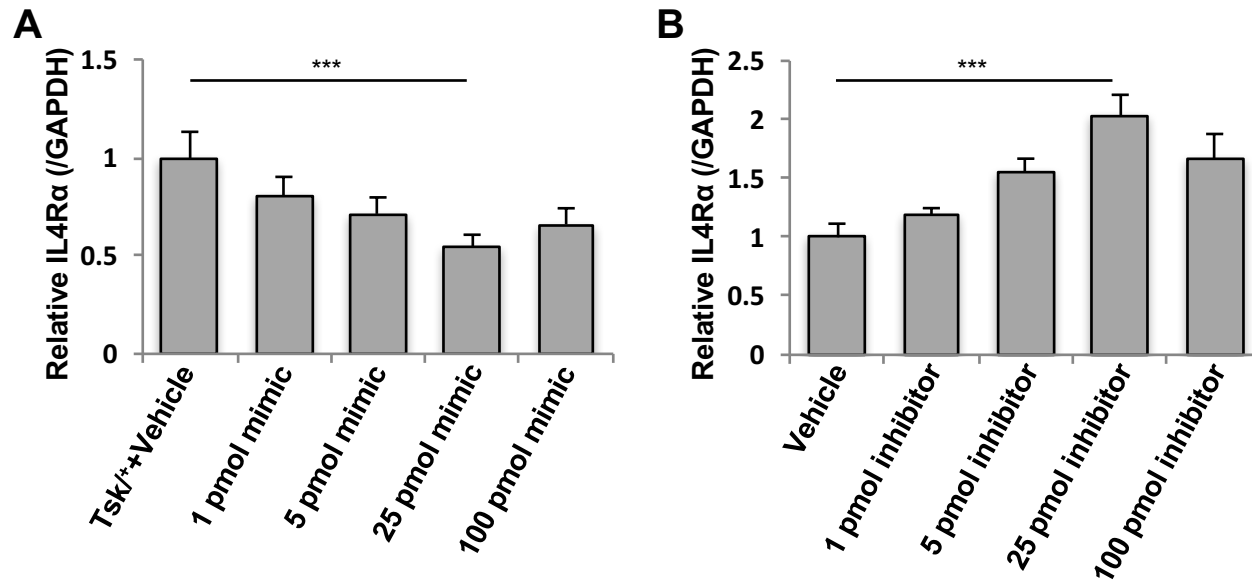 A
Relative IL4Rα (/GAPDH)
1.5
1
0.5
0
***
Tsk/⁺+Vehicle
1 pmol mimic
5 pmol mimic
25 pmol mimic
100 pmol mimic
B
Relative IL4Rα (/GAPDH)
2.5
2
1.5
1
0.5
0
***
Vehicle
1 pmol inhibitor
5 pmol inhibitor
25 pmol inhibitor
100 pmol inhibitor